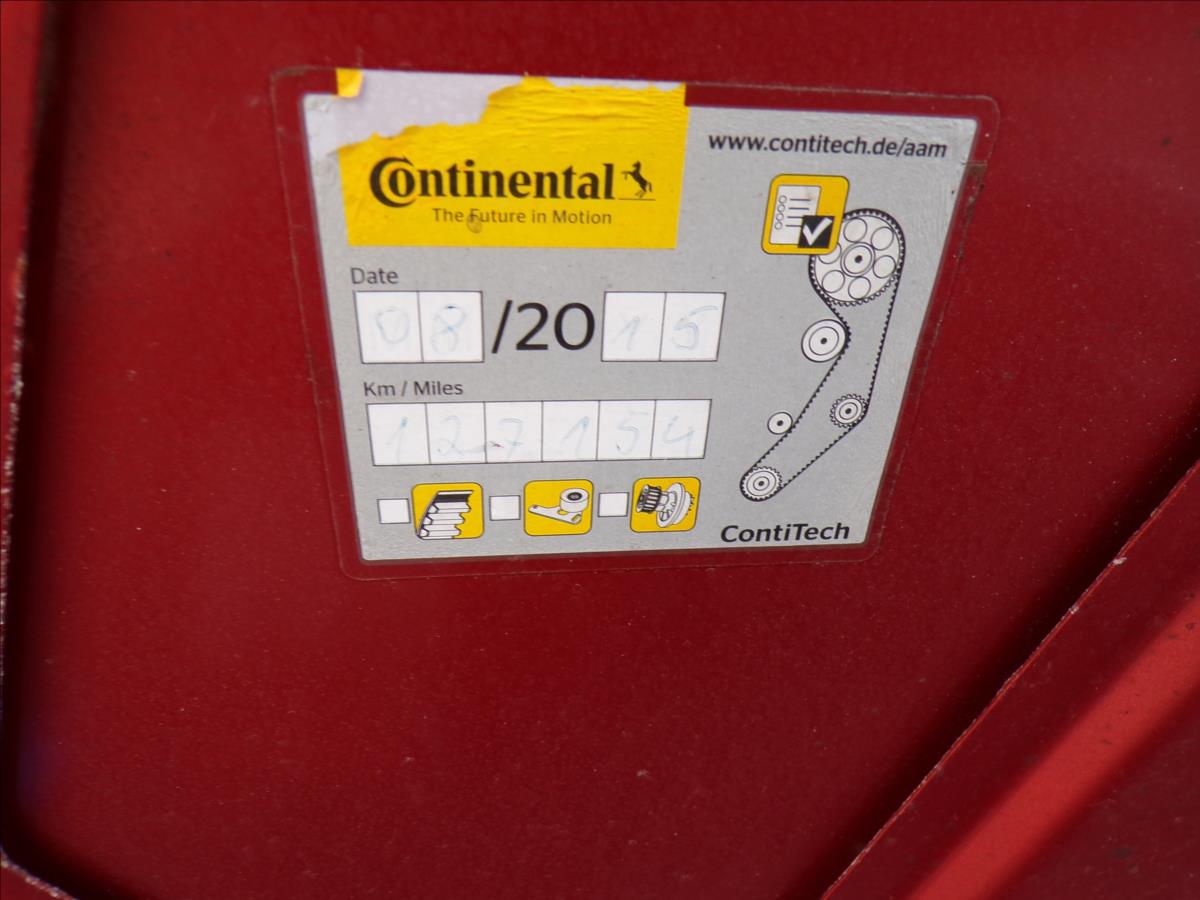 Continental
The Future in Motion
www.contitech.de/aam
Date
08/2015
Km / Miles
127154
ContiTech